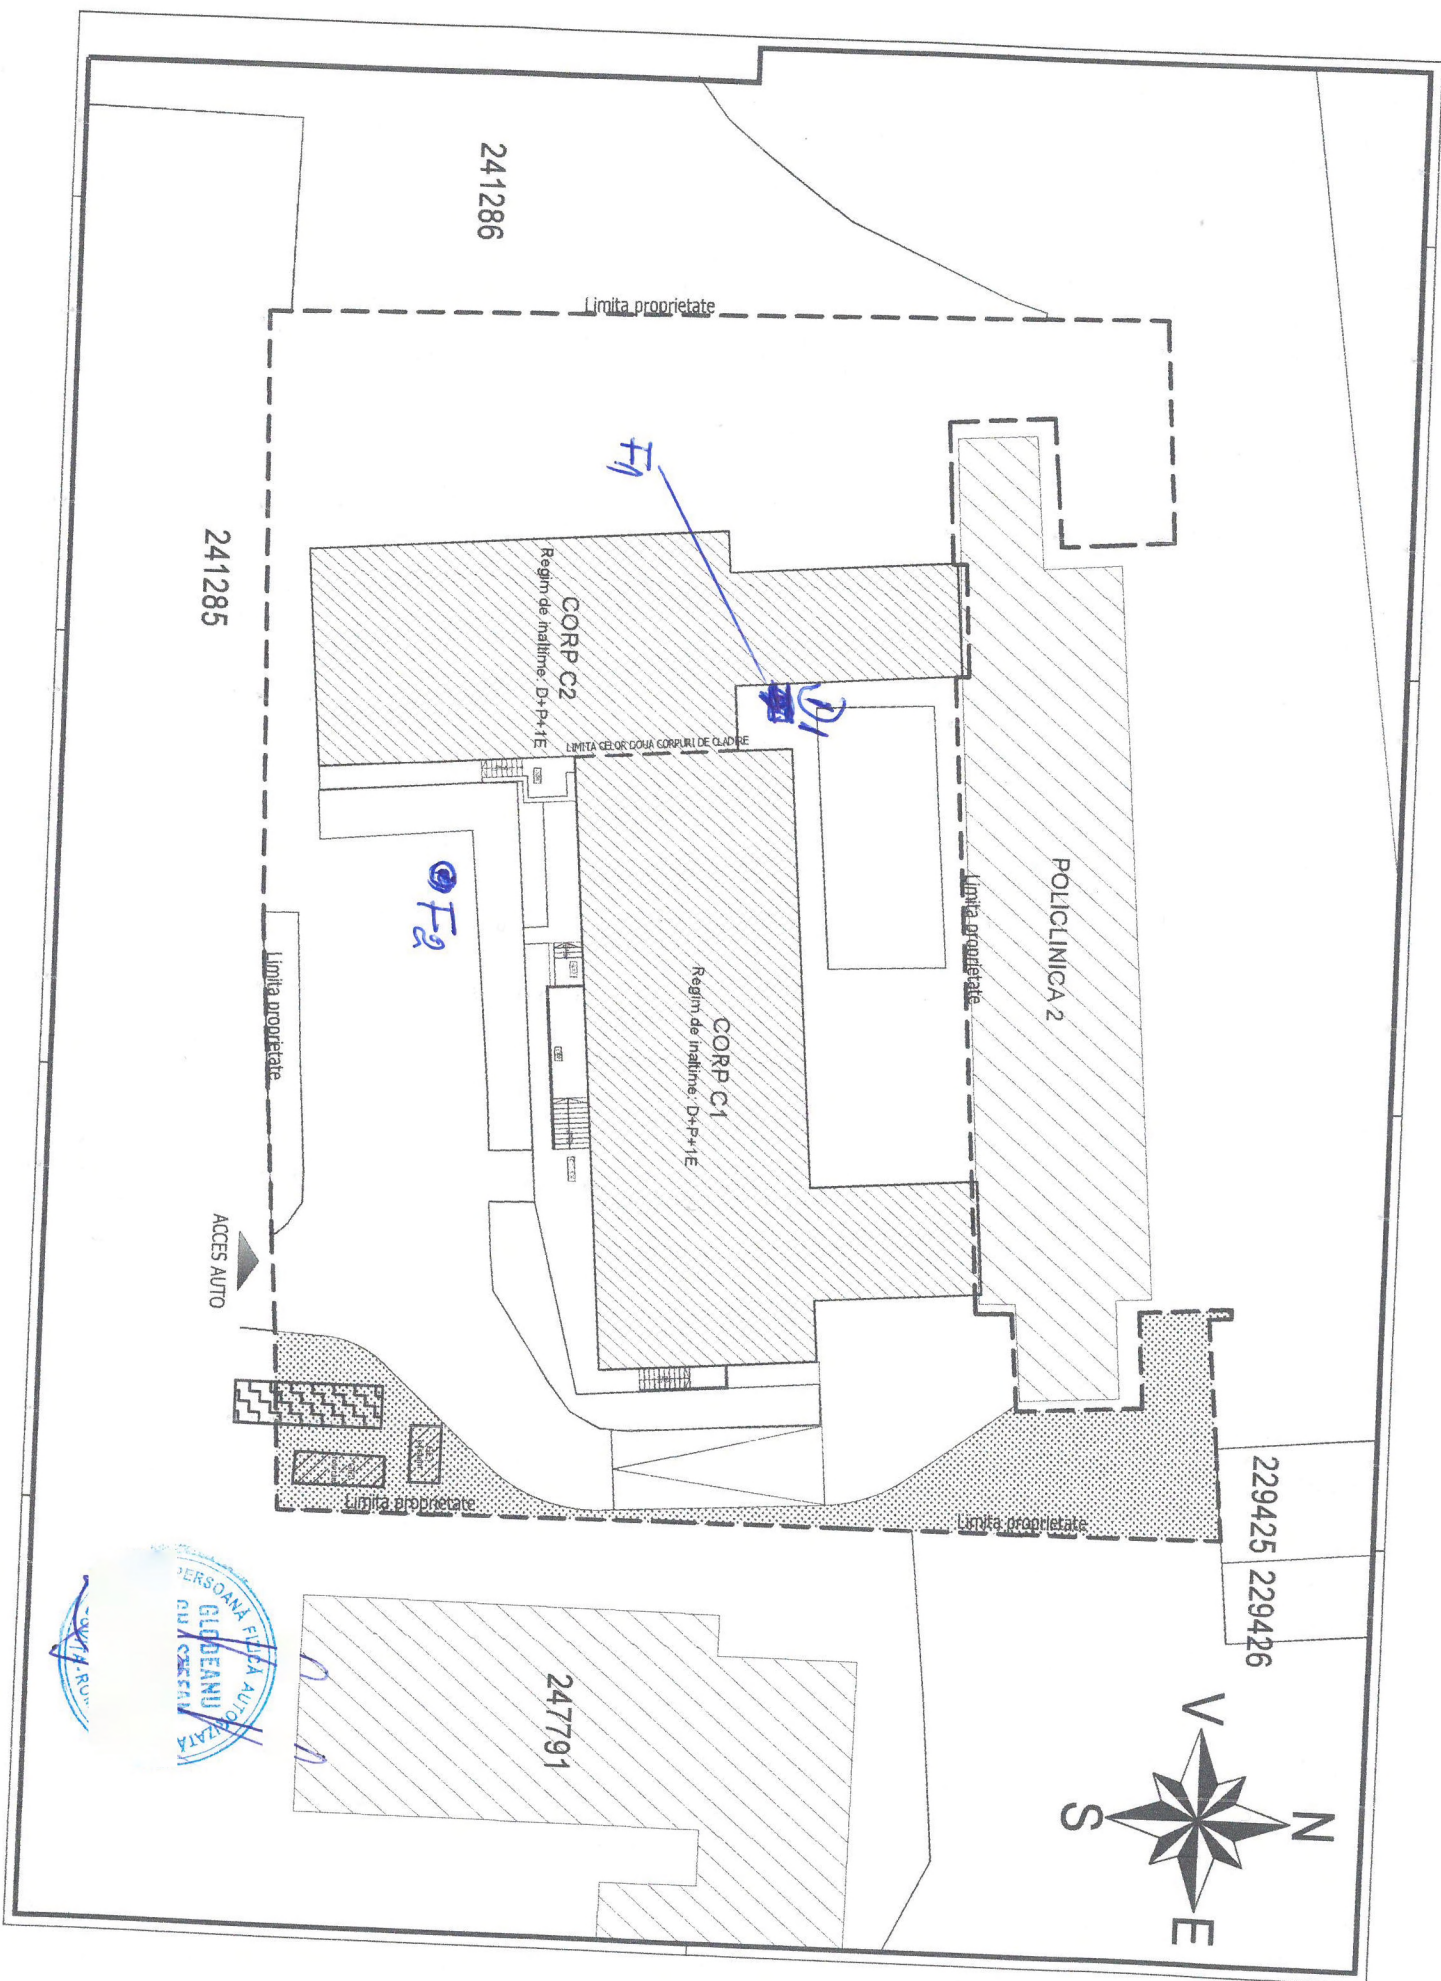 241286
Limita proprietate
241285
F1
D1
CORP C2
Regim de inaltime: D+P+1E
LIMITA CELOR DOUA CORPURI DE CLADIRE
POLICLINICA 2
Limita proprietate
F2
CORP C1
Regim de inaltime: D+P+1E
Limita proprietate
ACCES AUTO
Limita proprietate
Limita proprietate
229425
229426
247791
V
N
S
E
PERSOANĂ FIZICĂ AUTORIZATĂ
GLODEANU